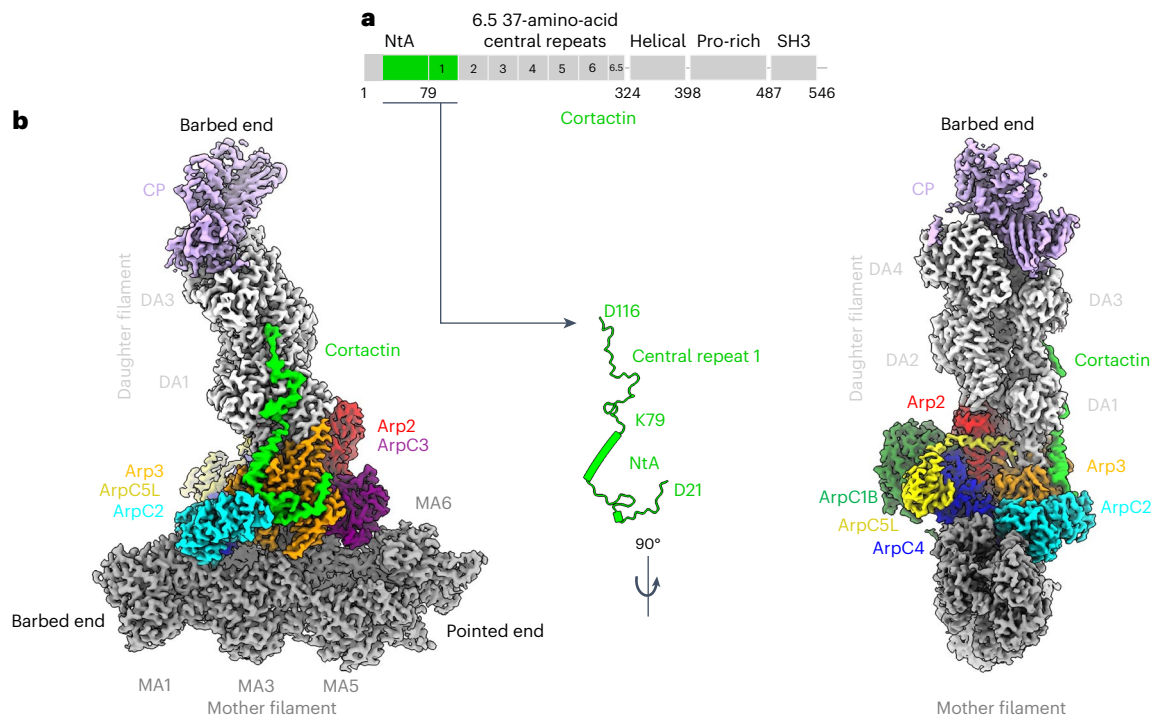 a
6.5 37-amino-acid
NtA central repeats Helical Pro-rich SH3
1 2 3 4 5 6 6.5
1 79 324 398 487 546
Cortactin
b
Barbed end
CP
Daughter filament
DA3
DA1
Cortactin
Arp2
ArpC3
Arp3
ArpC5L
ArpC2
MA6
Barbed end
Pointed end
MA1 MA3 MA5
Mother filament
D116
Central repeat 1
K79
NtA
D21
90°
Barbed end
CP
Daughter filament
DA4
DA3
DA2
Cortactin
DA1
Arp2
Arp3
ArpC1B
ArpC2
ArpC5L
ArpC4
Mother filament